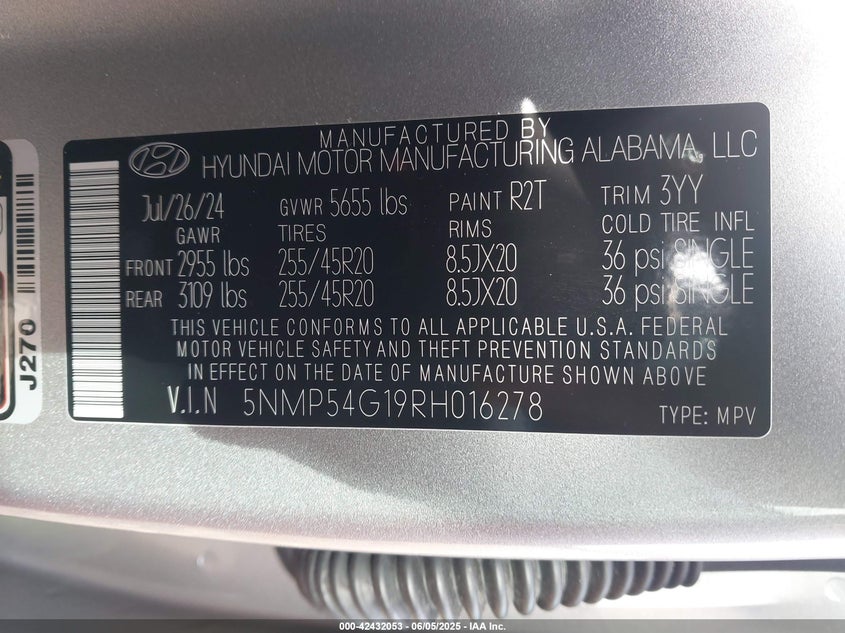 MANUFACTURED BY
HYUNDAI MOTOR MANUFACTURING ALABAMA, LLC
Jul/26/24 GVWR 5655 lbs PAINT R2T TRIM 3YY
GAWR TIRES RIMS COLD TIRE INFL
FRONT 2955 lbs 255/45R20 8.5JX20 36 psi SINGLE
REAR 3109 lbs 255/45R20 8.5JX20 36 psi SINGLE
THIS VEHICLE CONFORMS TO ALL APPLICABLE U.S.A. FEDERAL
MOTOR VEHICLE SAFETY AND THEFT PREVENTION STANDARDS
IN EFFECT ON THE DATE OF MANUFACTURE SHOWN ABOVE
V.I.N 5NMP54G19RH016278 TYPE: MPV
J270
000-42432053 - 06/05/2025 - IAA Inc.